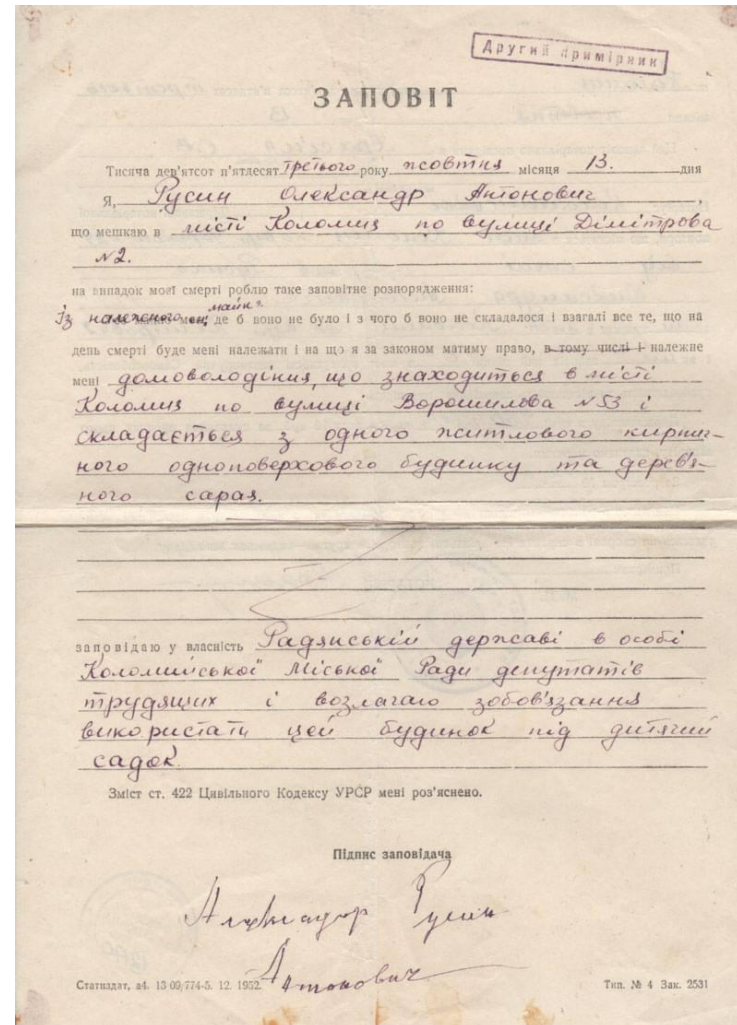 Другий примірник
ЗАПОВІТ
Тисяча дев'ятсот п'ятдесят третього року жовтня місяця 13. дня
Я, Русин Олександр Антонович,
що мешкаю в місті Коломия по вулиці Дімітрова
№2.
на випадок моєї смерті роблю таке заповітне розпорядження:
Із належного мені майна, де б воно не було і з чого б воно не складалося і взагалі все те, що на
день смерті буде мені належати і на що я за законом матиму право, в тому числі і належне
мені домоволодіння, що знаходиться в місті
Коломия по вулиці Ворошилова №53 і
складається з одного житлового кирпич-
ного одноповерхового будинку та дерев'я-
ного сарая.
заповідаю у власність Радянській державі в особі
Коломийської Міської Ради депутатів
трудящих і возлагаю зобов'язання
використати цей будинок під дитячий
садок.
Зміст ст. 422 Цивільного Кодексу УРСР мені роз'яснено.
Підпис заповідача
Александр Русин
Антонович
Статиздат, а4. 13 09/774-5. 12. 1952.
Тип. № 4 Зак. 2531